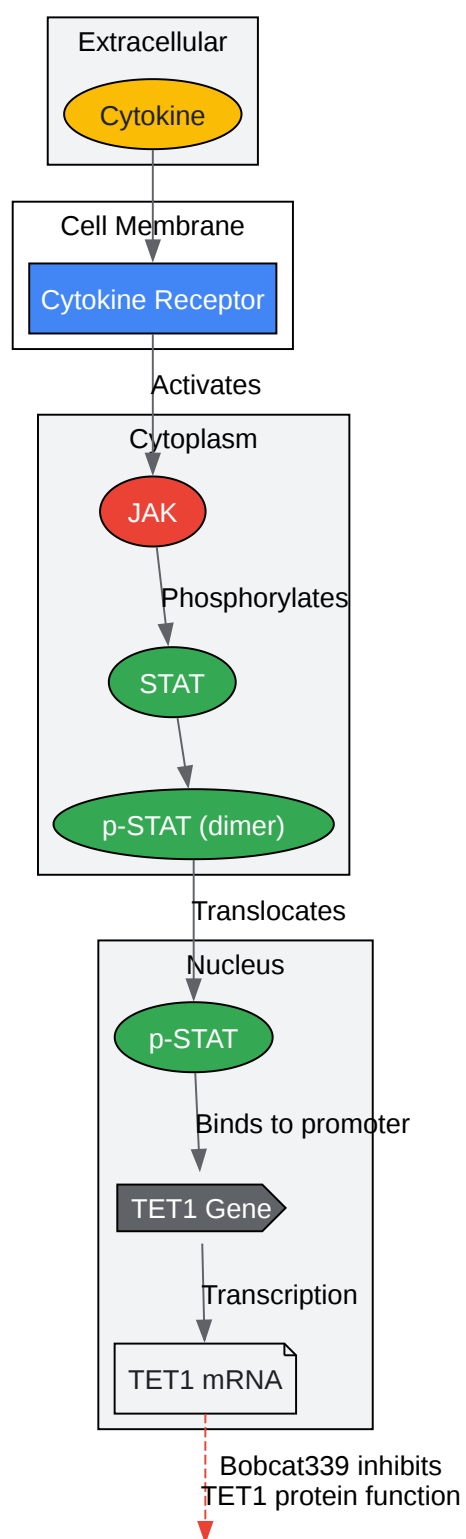 Extracellular
Cytokine
Cell Membrane
Cytokine Receptor
Activates
Cytoplasm
JAK
Phosphorylates
STAT
p-STAT (dimer)
Translocates
Nucleus
p-STAT
Binds to promoter
TET1 Gene
Transcription
TET1 mRNA
Bobcat339 inhibits
TET1 protein function